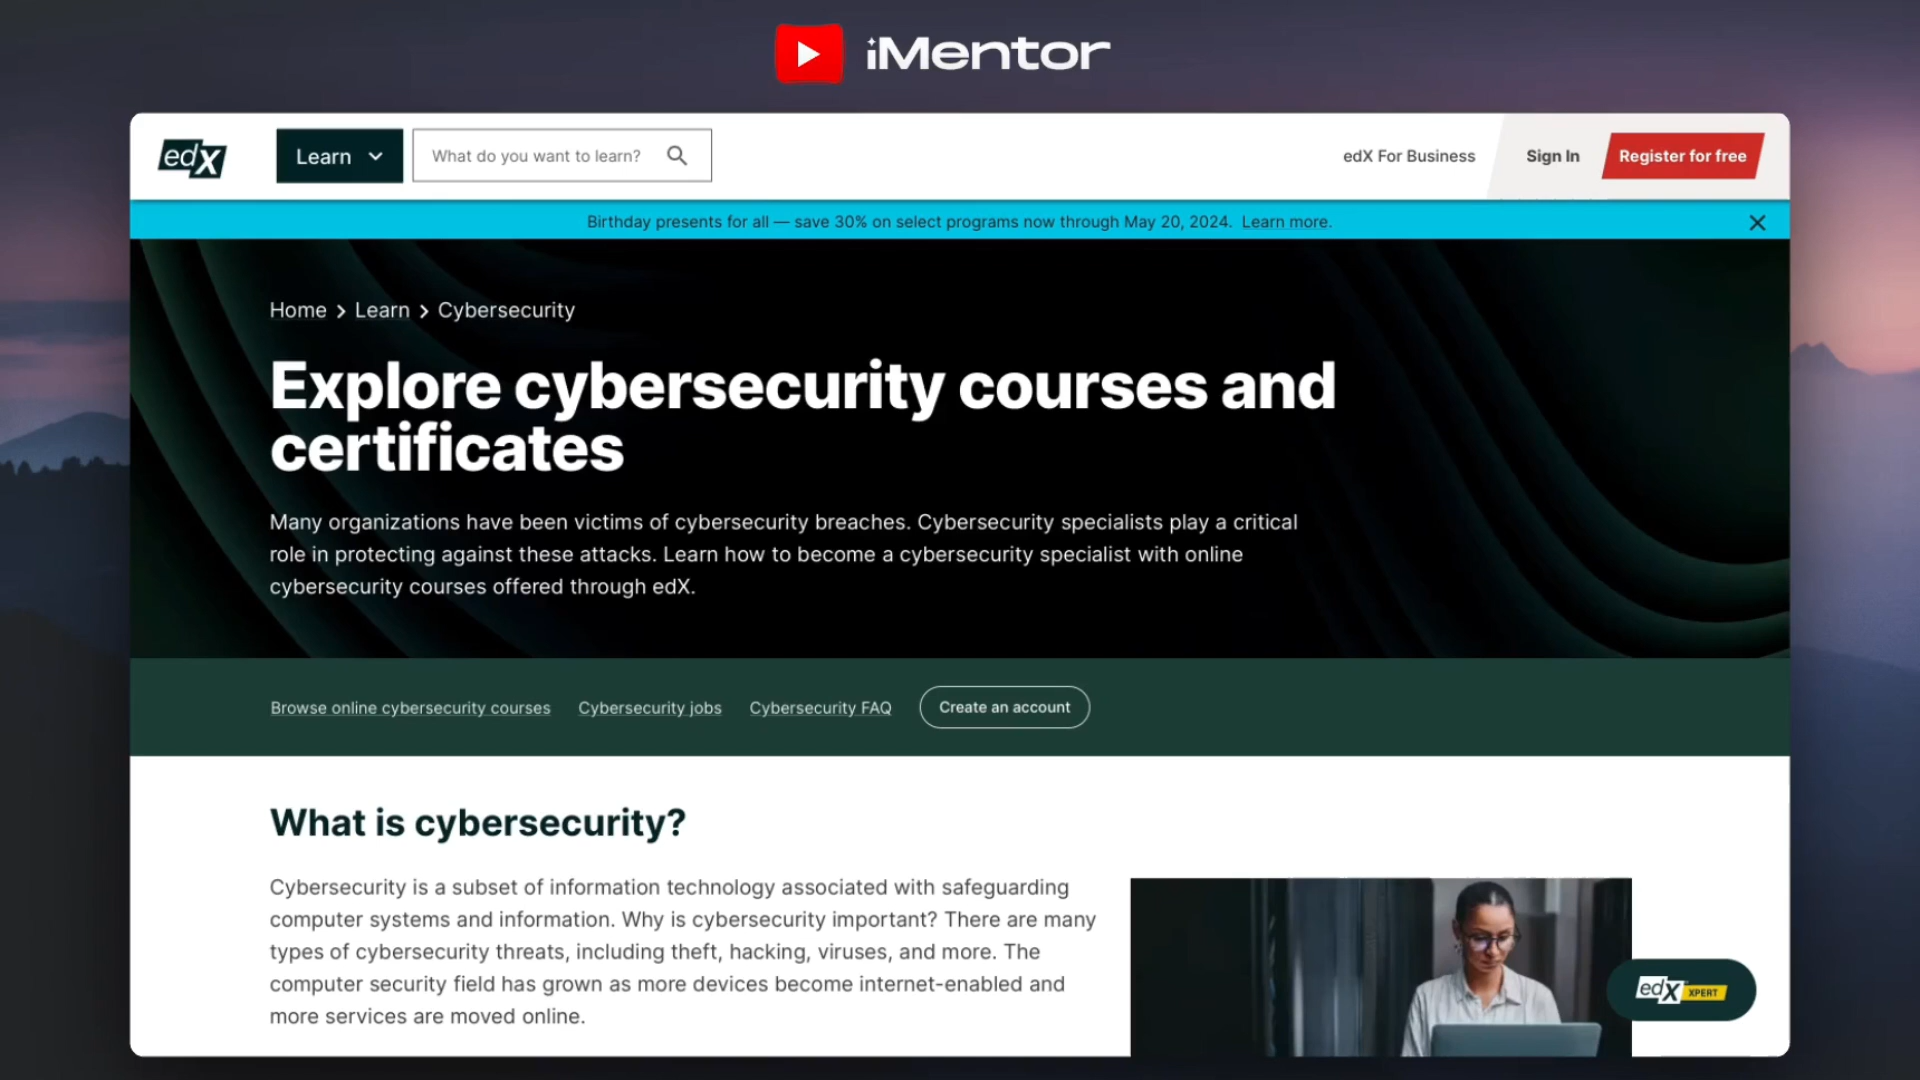 iMentor
edX
Learn
What do you want to learn?
edX For Business
Sign In
Register for free
Birthday presents for all — save 30% on select programs now through May 20, 2024. Learn more.
Home > Learn > Cybersecurity
Explore cybersecurity courses and
certificates
Many organizations have been victims of cybersecurity breaches. Cybersecurity specialists play a critical
role in protecting against these attacks. Learn how to become a cybersecurity specialist with online
cybersecurity courses offered through edX.
Browse online cybersecurity courses
Cybersecurity jobs
Cybersecurity FAQ
Create an account
What is cybersecurity?
Cybersecurity is a subset of information technology associated with safeguarding
computer systems and information. Why is cybersecurity important? There are many
types of cybersecurity threats, including theft, hacking, viruses, and more. The
computer security field has grown as more devices become internet-enabled and
more services are moved online.
edX XPERT